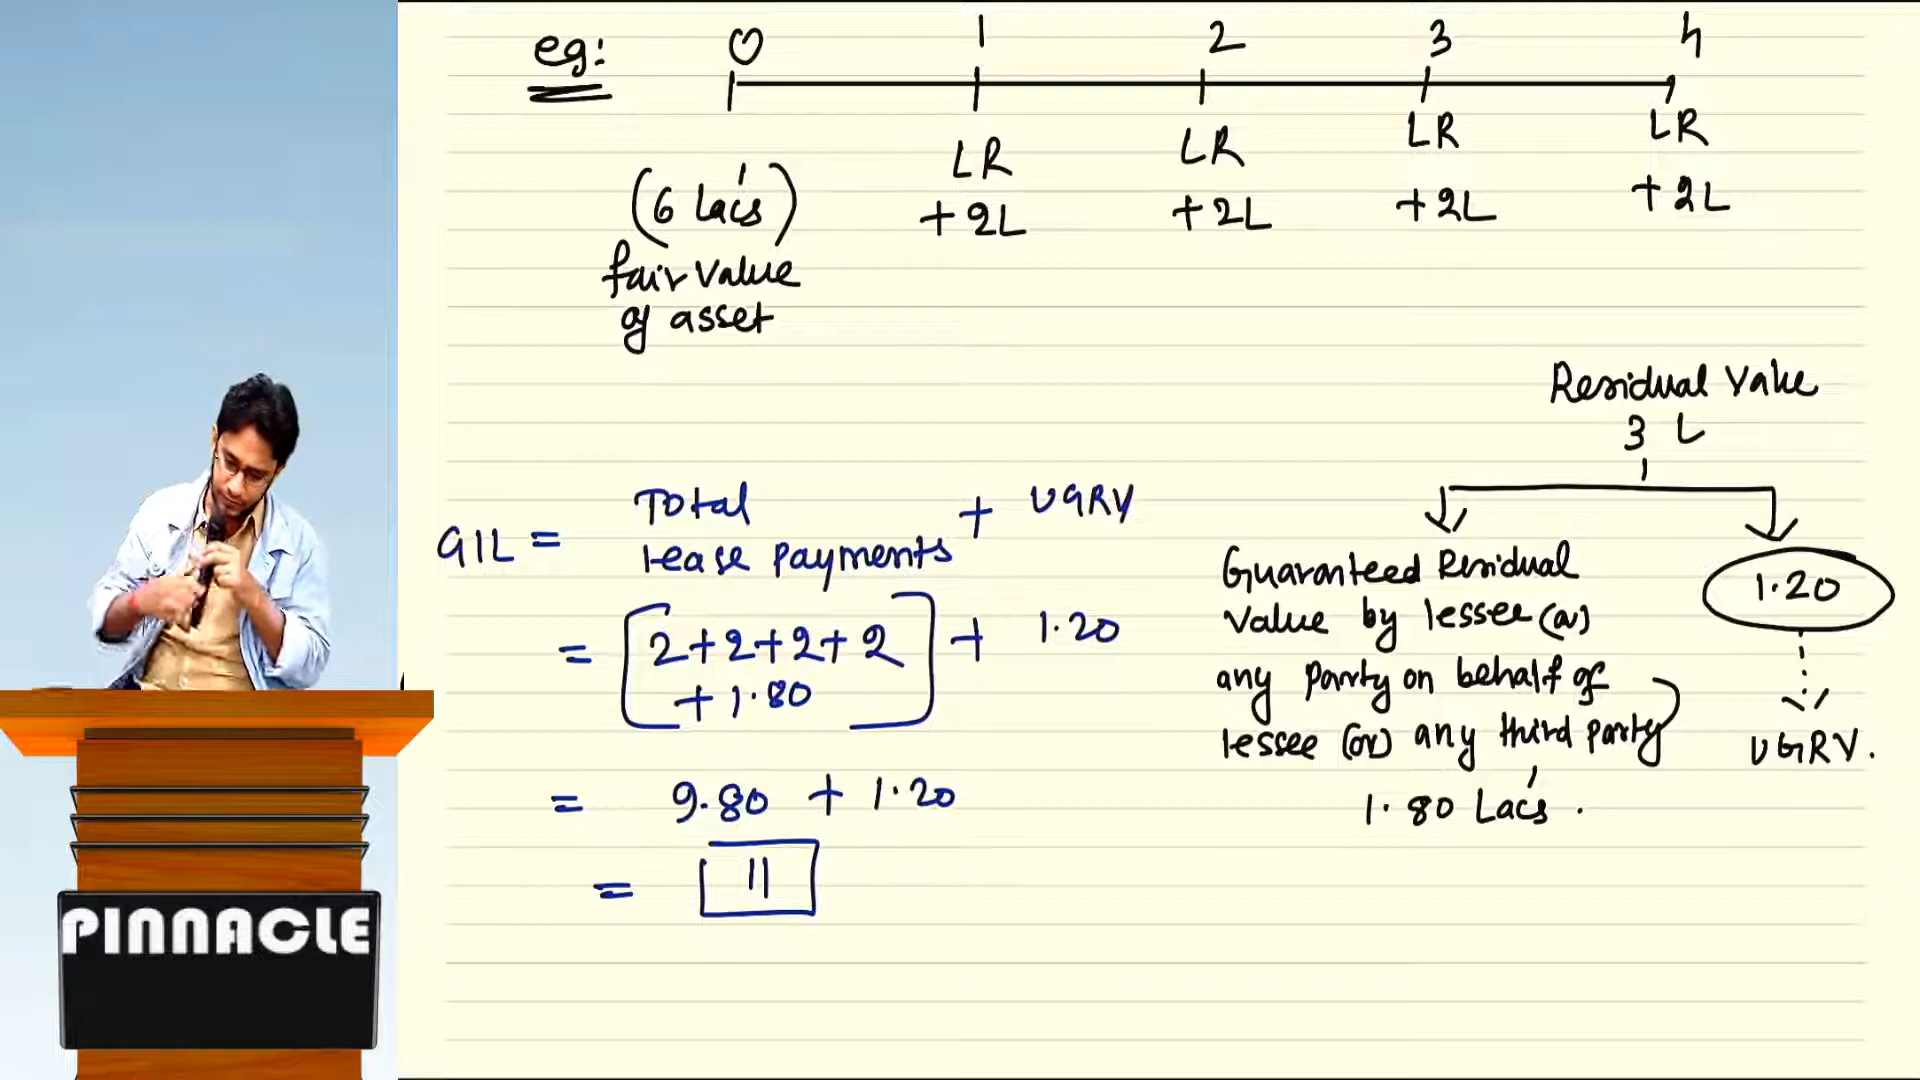 eg:
0 1 2 3 4
LR LR LR LR
(6 Lacs) +2L +2L +2L +2L
fair value
of asset
Residual Value
3 L
GIL = Total lease payments + UGRV
Guaranteed Residual
Value by lessee (or)
any party on behalf of
lessee (or) any third party
1.80 Lacs.
1.20
UGRV.
= [2+2+2+2 + 1.20
+ 1.80]
= 9.80 + 1.20
= 11
PINNACLE